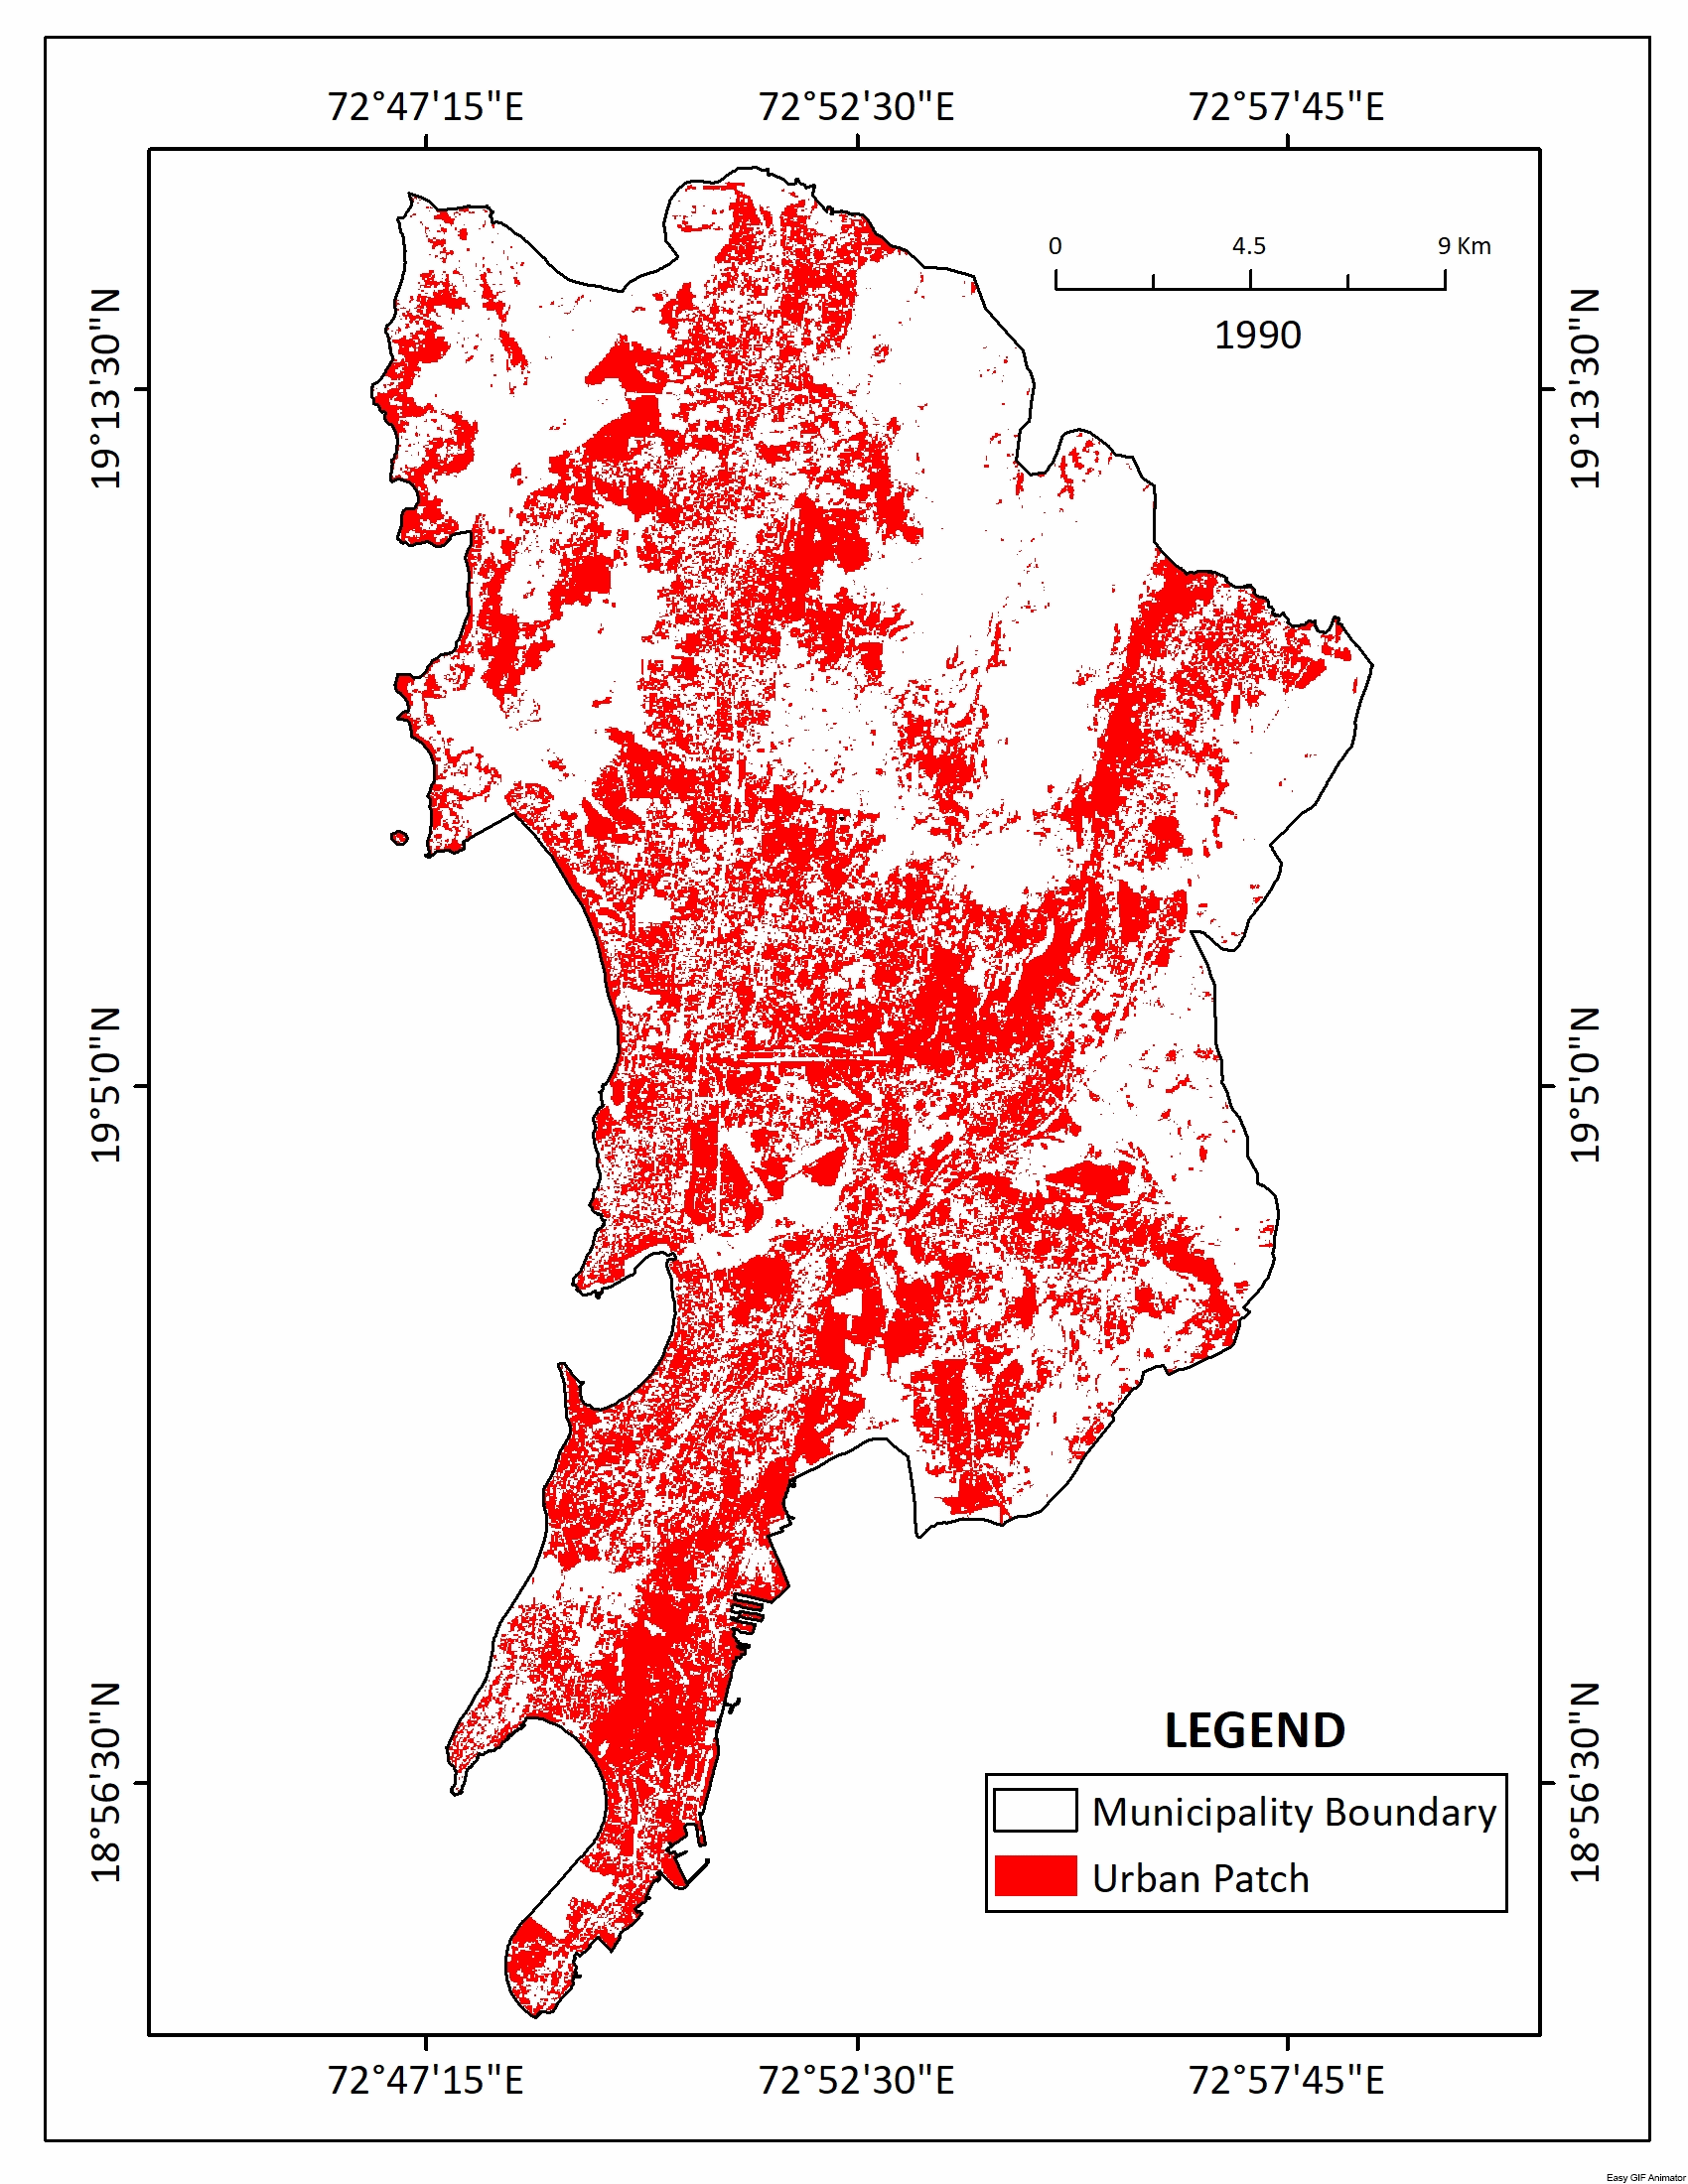 72°47'15"E 72°52'30"E 72°57'45"E
0 4.5 9 Km
1990
19°13'30"N
19°13'30"N
19°5'0"N
19°5'0"N
18°56'30"N
18°56'30"N
LEGEND
Municipality Boundary
Urban Patch
72°47'15"E 72°52'30"E 72°57'45"E
Easy GIF Animator